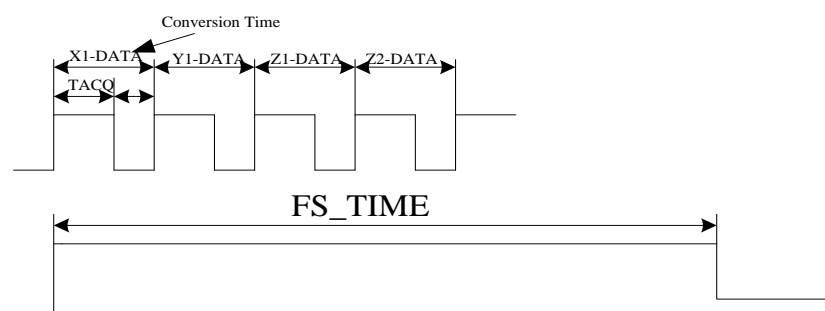 Conversion Time
X1-DATA Y1-DATA Z1-DATA Z2-DATA
TACQ
FS_TIME